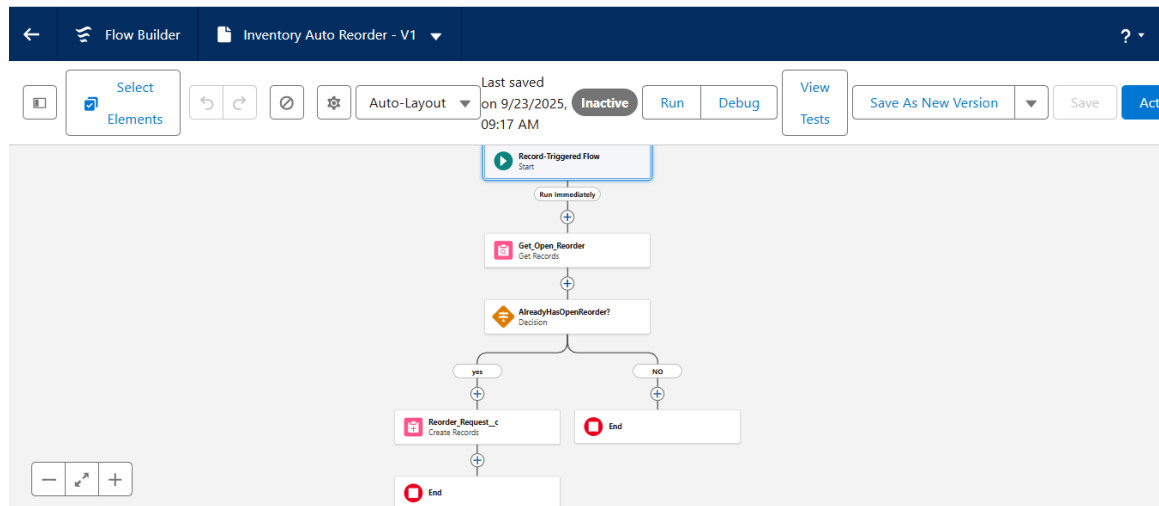 Flow Builder
Inventory Auto Reorder - V1
?
Select
Elements
Auto-Layout
Last saved
on 9/23/2025,
09:17 AM
Inactive
Run
Debug
View
Tests
Save As New Version
Save
Act
Record-Triggered Flow
Start
Run Immediately
Get_Open_Reorder
Get Records
AlreadyHasOpenReorder?
Decision
yes
NO
Reorder_Request__c
Create Records
End
End